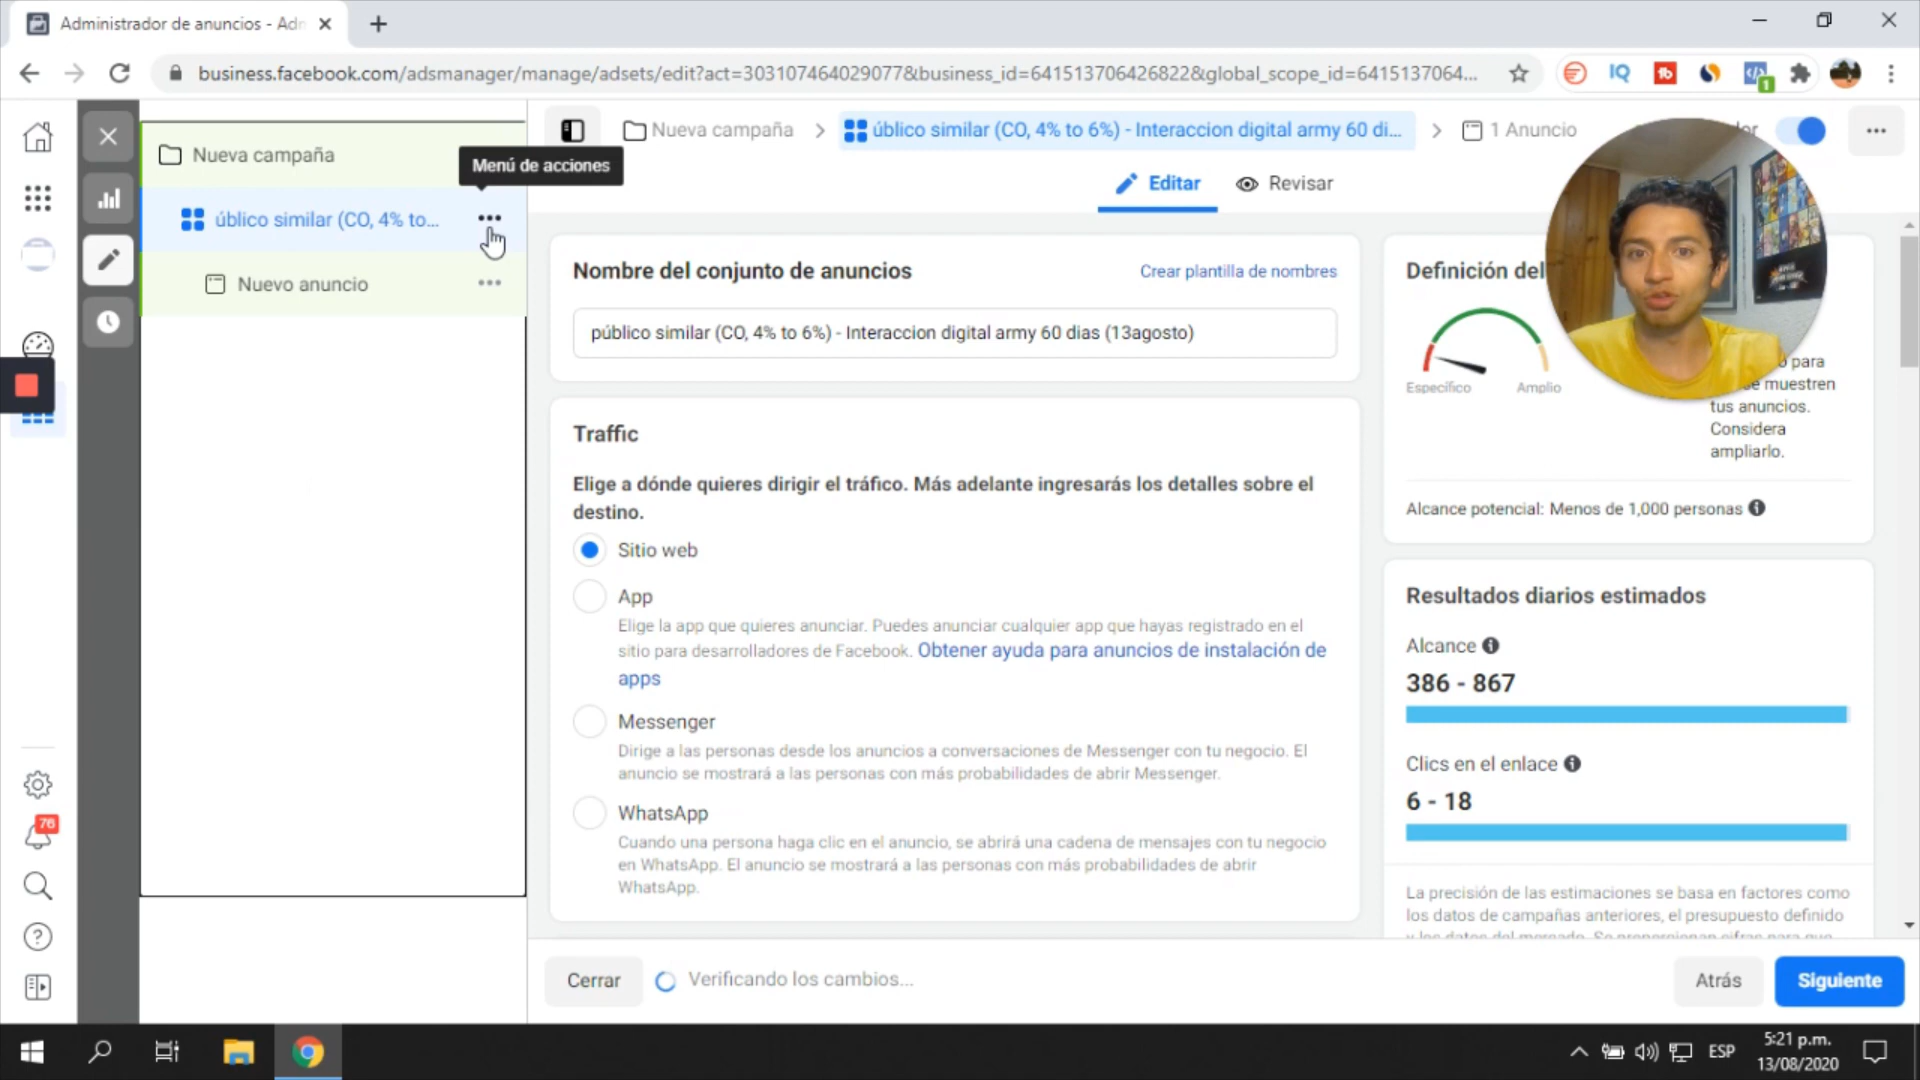 Administrador de anuncios - Adn
business.facebook.com/adsmanager/manage/adsets/edit?act=303107464029077&business_id=641513706426822&global_scope_id=6415137064...
IQ
1
Nueva campaña
Menú de acciones
úblico similar (CO, 4% to...
Nuevo anuncio
Nueva campaña
úblico similar (CO, 4% to 6%) - Interaccion digital army 60 di...
1 Anuncio
Editar
Revisar
Nombre del conjunto de anuncios
Crear plantilla de nombres
público similar (CO, 4% to 6%) - Interaccion digital army 60 dias (13agosto)
Traffic
Elige a dónde quieres dirigir el tráfico. Más adelante ingresarás los detalles sobre el
destino.
Sitio web
App
Elige la app que quieres anunciar. Puedes anunciar cualquier app que hayas registrado en el
sitio para desarrolladores de Facebook. Obtener ayuda para anuncios de instalación de
apps
Messenger
Dirige a las personas desde los anuncios a conversaciones de Messenger con tu negocio. El
anuncio se mostrará a las personas con más probabilidades de abrir Messenger.
WhatsApp
Cuando una persona haga clic en el anuncio, se abrirá una cadena de mensajes con tu negocio
en WhatsApp. El anuncio se mostrará a las personas con más probabilidades de abrir
WhatsApp.
Definición del
Específico
Amplio
para
muestren
tus anuncios.
Considera
ampliarlo.
Alcance potencial: Menos de 1,000 personas
Resultados diarios estimados
Alcance
386 - 867
Clics en el enlace
6 - 18
La precisión de las estimaciones se basa en factores como
los datos de campañas anteriores, el presupuesto definido
76
Cerrar
Verificando los cambios...
Atrás
Siguiente
ESP
5:21 p.m.
13/08/2020